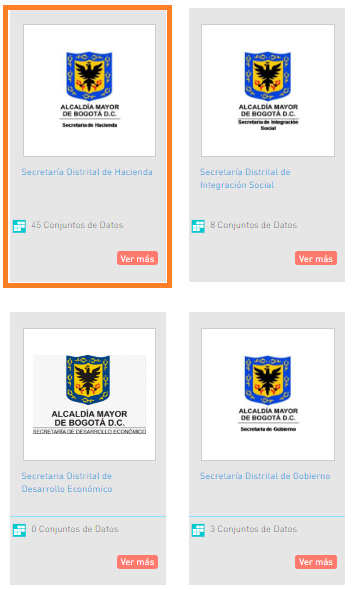 ALCALDÍA MAYOR
DE BOGOTÁ D.C.
Secretaría de Hacienda
Secretaría Distrital de Hacienda
45 Conjuntos de Datos
Ver más
ALCALDÍA MAYOR
DE BOGOTÁ D.C.
Secretaría de Integración
Social
Secretaría Distrital de
Integración Social
8 Conjuntos de Datos
Ver más
ALCALDÍA MAYOR
DE BOGOTÁ D.C.
SECRETARÍA DE DESARROLLO ECONÓMICO
Secretaria Distrital de
Desarrollo Económico
0 Conjuntos de Datos
Ver más
ALCALDÍA MAYOR
DE BOGOTÁ D.C.
Secretaría de Gobierno
Secretaría Distrital de Gobierno
3 Conjuntos de Datos
Ver más